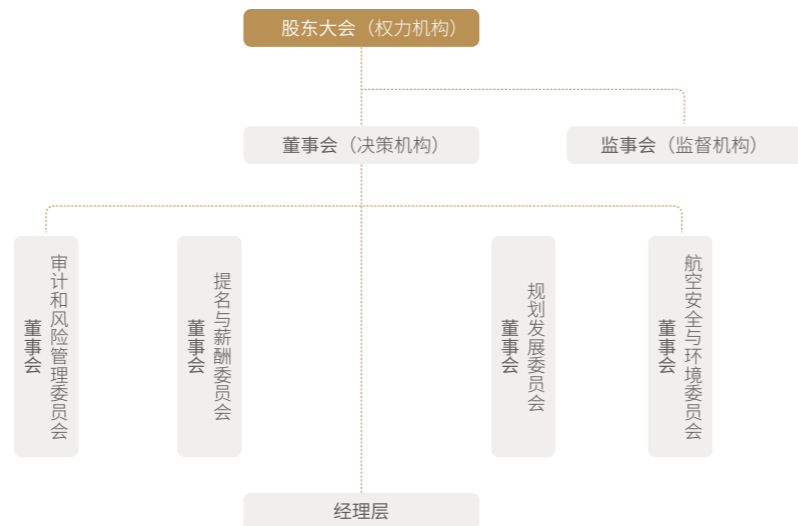 股东大会（权力机构）
董事会（决策机构）
监事会（监督机构）
董事会
审计和风险管理委员会
董事会
提名与薪酬委员会
董事会
规划发展委员会
董事会
航空安全与环境委员会
经理层